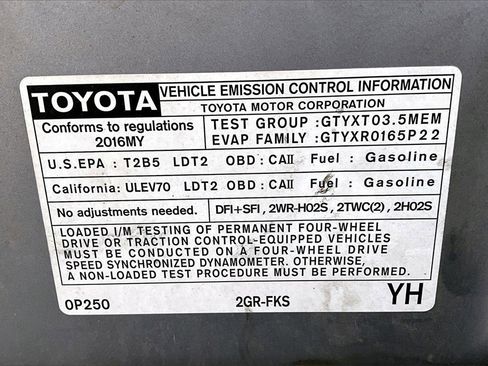 TOYOTA VEHICLE EMISSION CONTROL INFORMATION
TOYOTA MOTOR CORPORATION
Conforms to regulations
2016MY
TEST GROUP :GTYXT03.5MEM
EVAP FAMILY :GTYXR0165P22
U.S.EPA : T2B5 LDT2 OBD : CAII Fuel : Gasoline
California: ULEV70 LDT2 OBD : CAII Fuel : Gasoline
No adjustments needed. DFI+SFI , 2WR-HO2S , 2TWC(2) , 2HO2S
LOADED I/M TESTING OF PERMANENT FOUR-WHEEL
DRIVE OR TRACTION CONTROL-EQUIPPED VEHICLES
MUST BE CONDUCTED ON A FOUR-WHEEL DRIVE
SPEED SYNCHRONIZED DYNAMOMETER. OTHERWISE,
A NON-LOADED TEST PROCEDURE MUST BE PERFORMED.
0P250 2GR-FKS YH